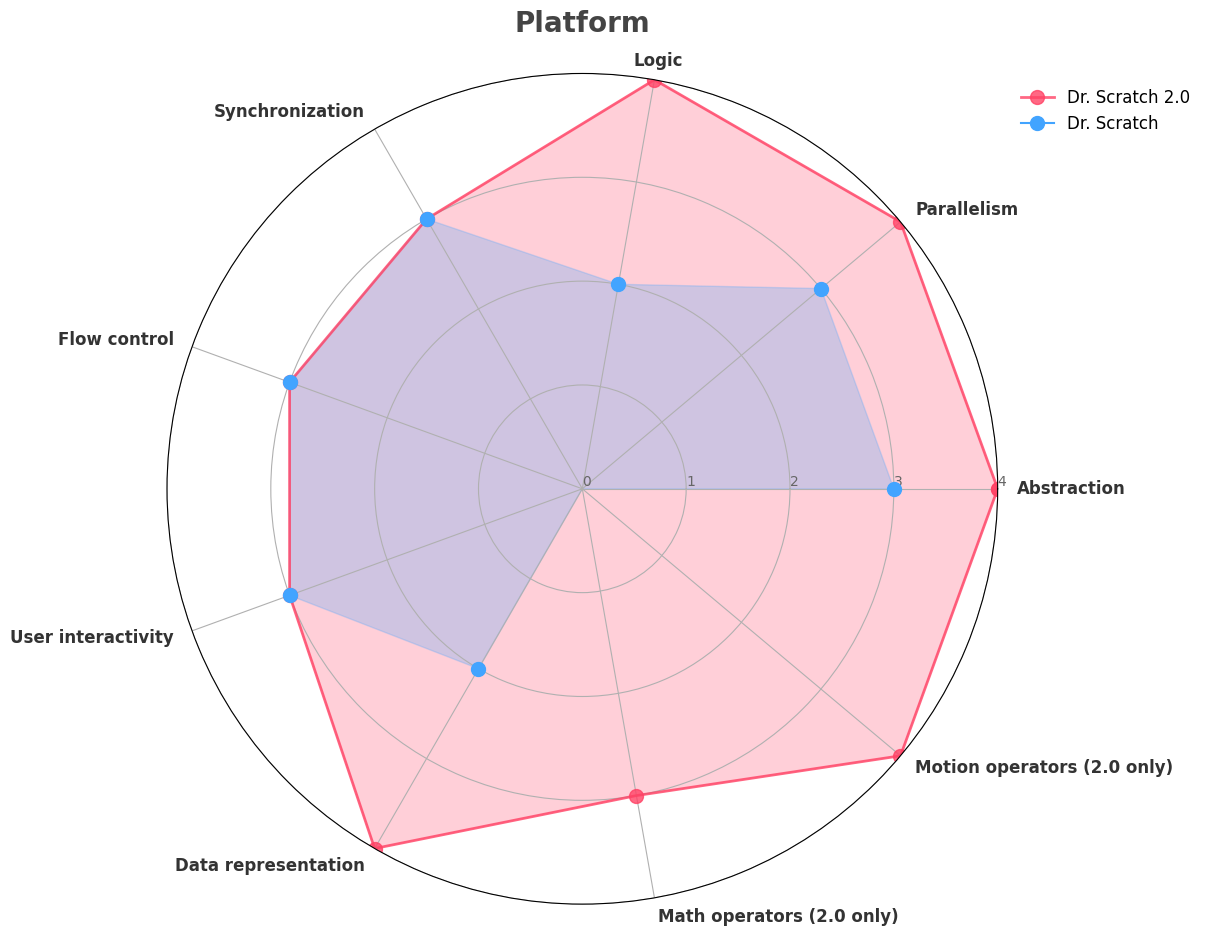 Platform
Logic
Dr. Scratch 2.0
Dr. Scratch
Synchronization
Parallelism
Flow control
0
1
2
3
4
Abstraction
User interactivity
Motion operators (2.0 only)
Data representation
Math operators (2.0 only)